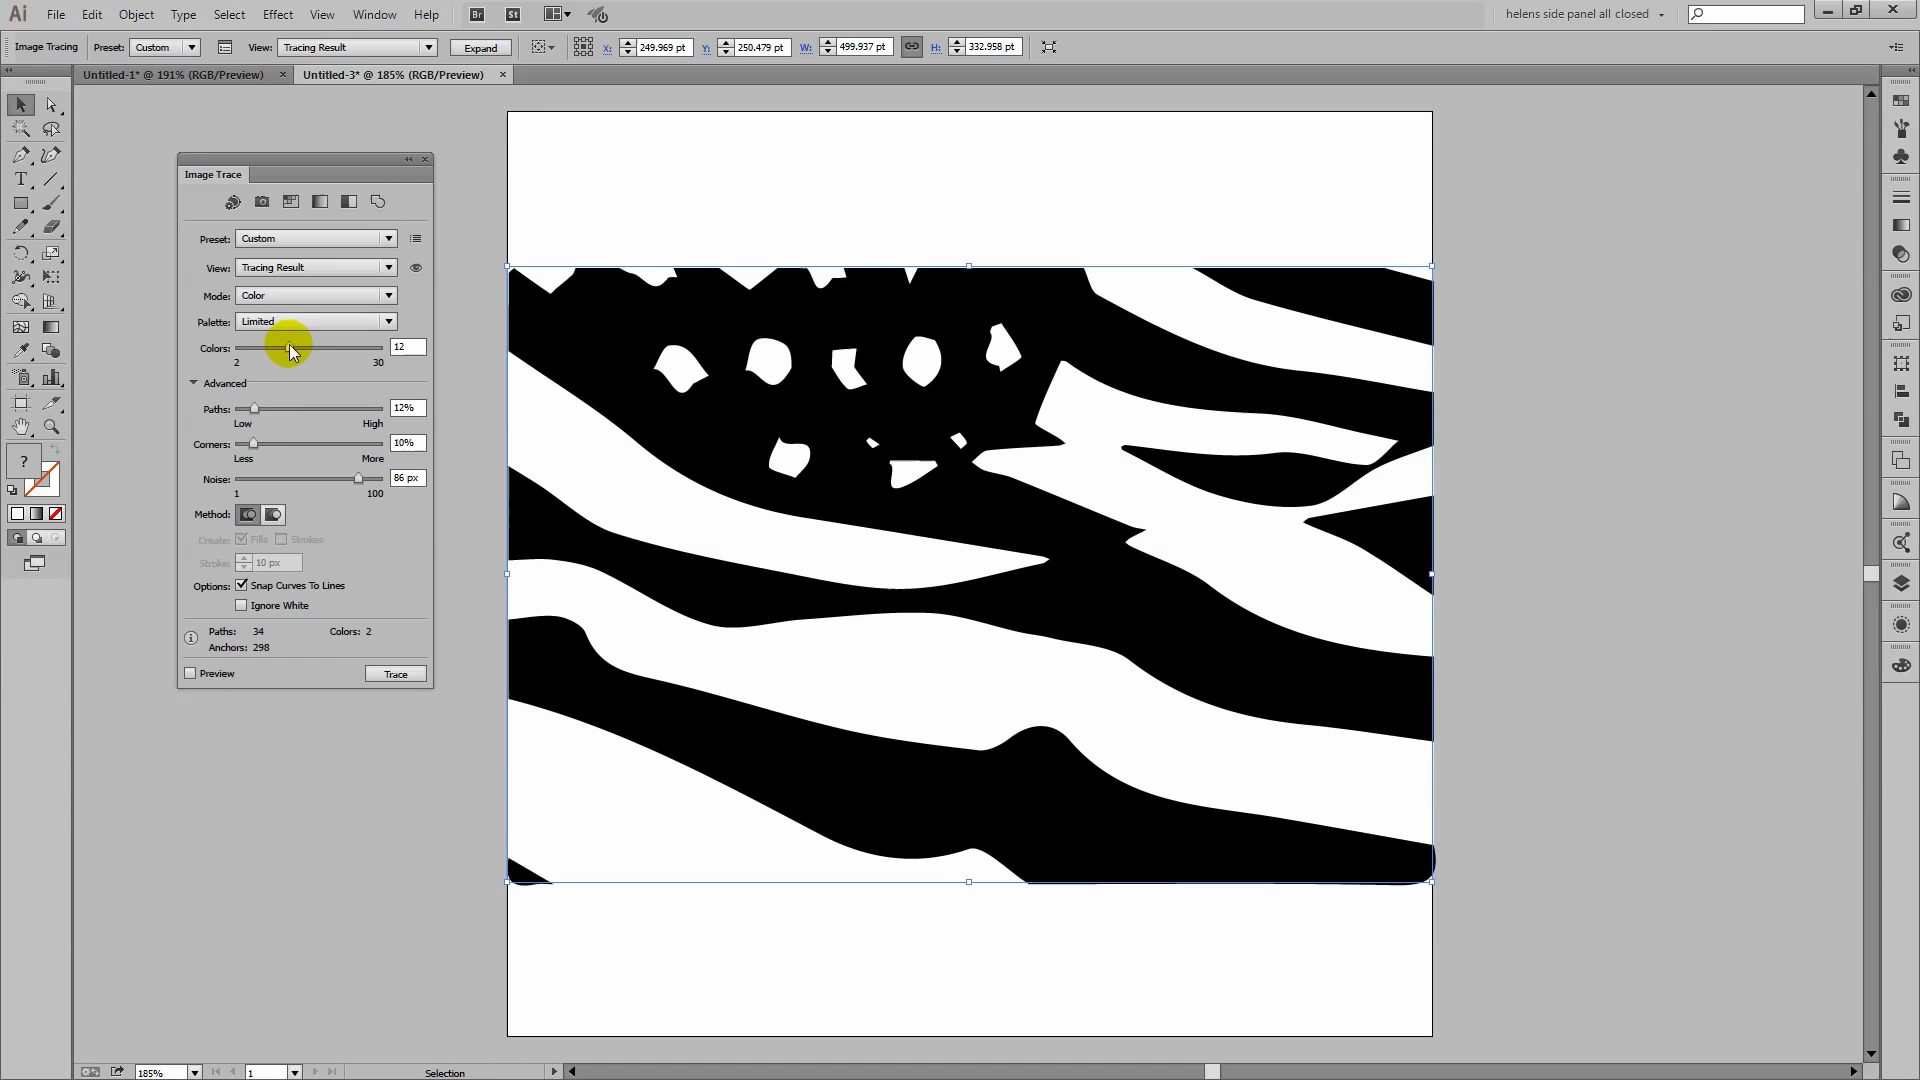 Ai File Edit Object Type Select Effect View Window Help Br St helens side panel all closed
Image Tracing Preset: Custom View: Tracing Result Expand X: 249.969 pt Y: 250.479 pt W: 499.937 pt H: 332.958 pt
Untitled-1* @ 191% (RGB/Preview) × Untitled-3* @ 185% (RGB/Preview) ×
Image Trace
Preset: Custom
View: Tracing Result
Mode: Color
Palette: Limited
Colors: 12
2 30
Advanced
Paths: 12%
Low High
Corners: 10%
Less More
Noise: 86 px
1 100
Method:
Create: Fills Strokes
Stroke: 10 px
Options: Snap Curves To Lines
Ignore White
Paths: 34 Colors: 2
Anchors: 298
Preview Trace
T
?
185% 1 Selection